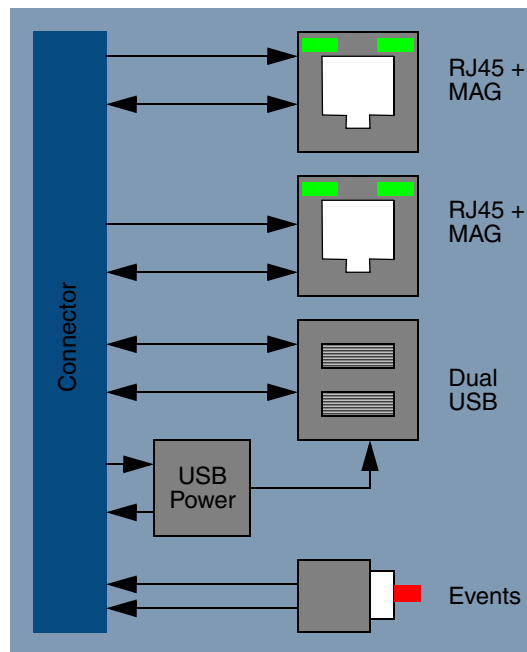 Connector
RJ45 +
MAG
RJ45 +
MAG
Dual
USB
USB
Power
Events